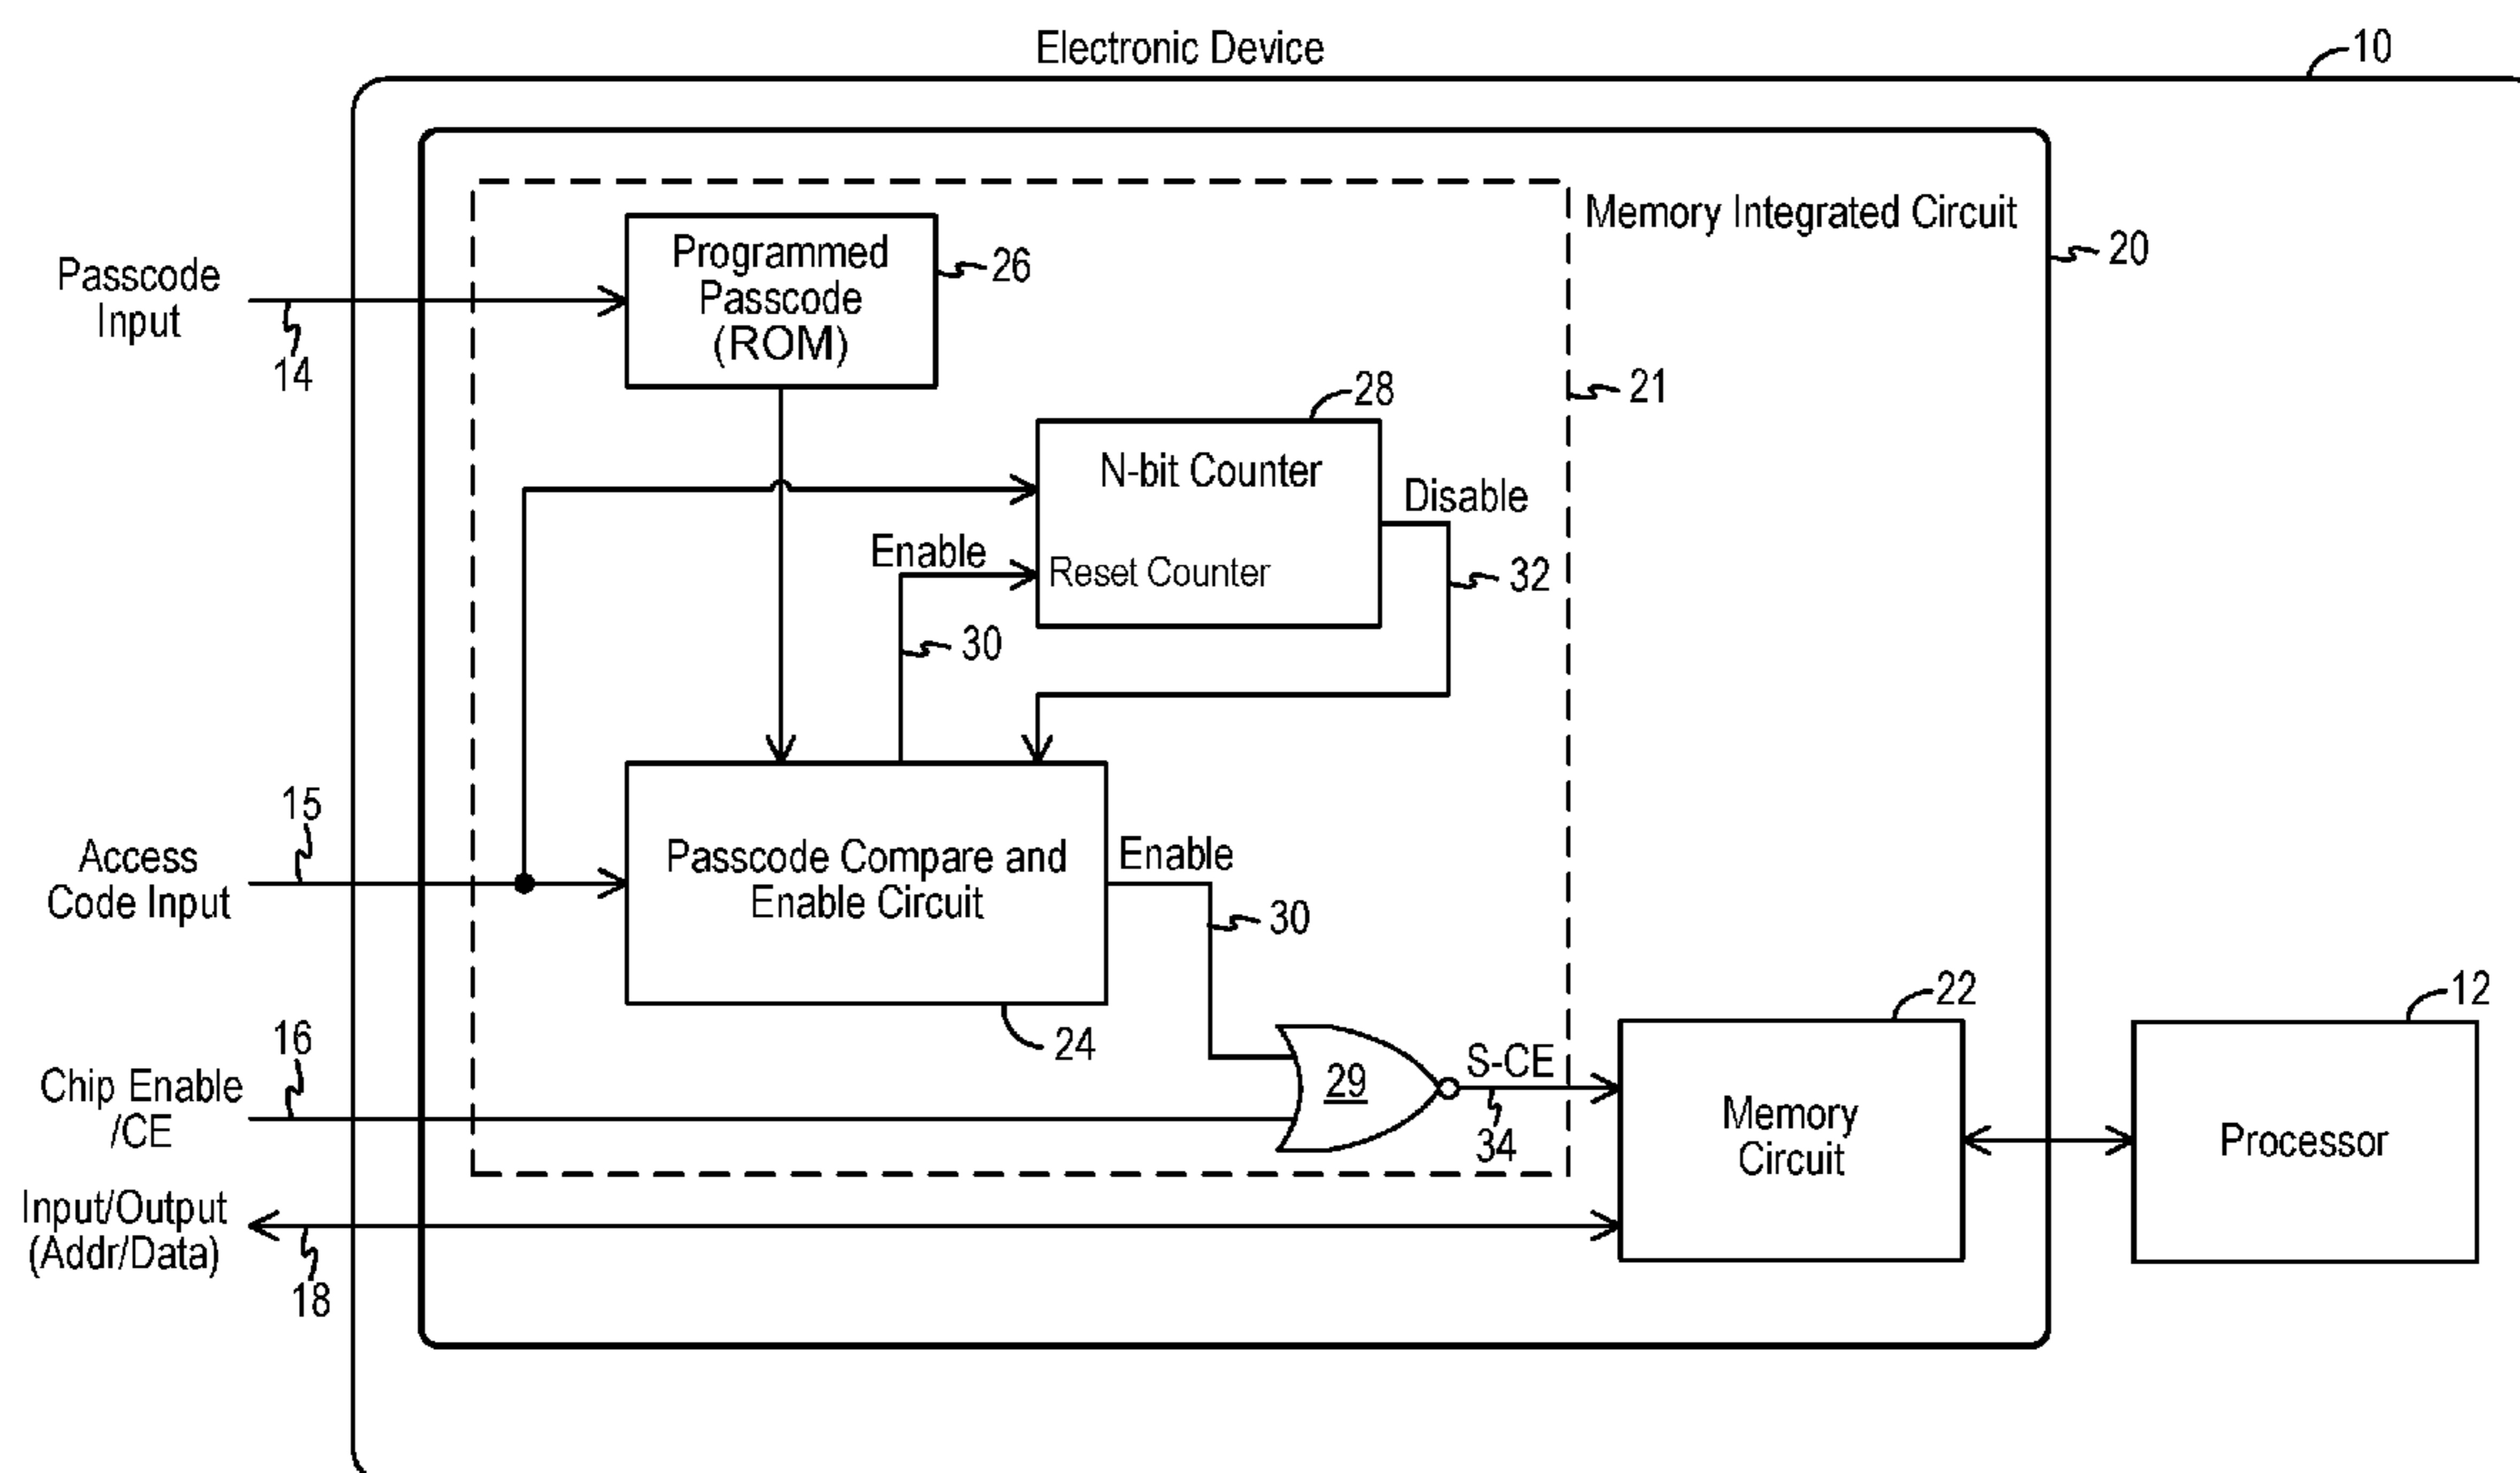 Electronic Device
10
Memory Integrated Circuit
20
Programmed
Passcode
(ROM)
26
Passcode
Input
14
21
28
N-bit Counter
Disable
Enable
Reset Counter
32
30
15
Access
Code Input
Passcode Compare and
Enable Circuit
Enable
30
24
16
Chip Enable
/CE
29
S-CE
34
22
Memory
Circuit
12
Processor
Input/Output
(Addr/Data)
18